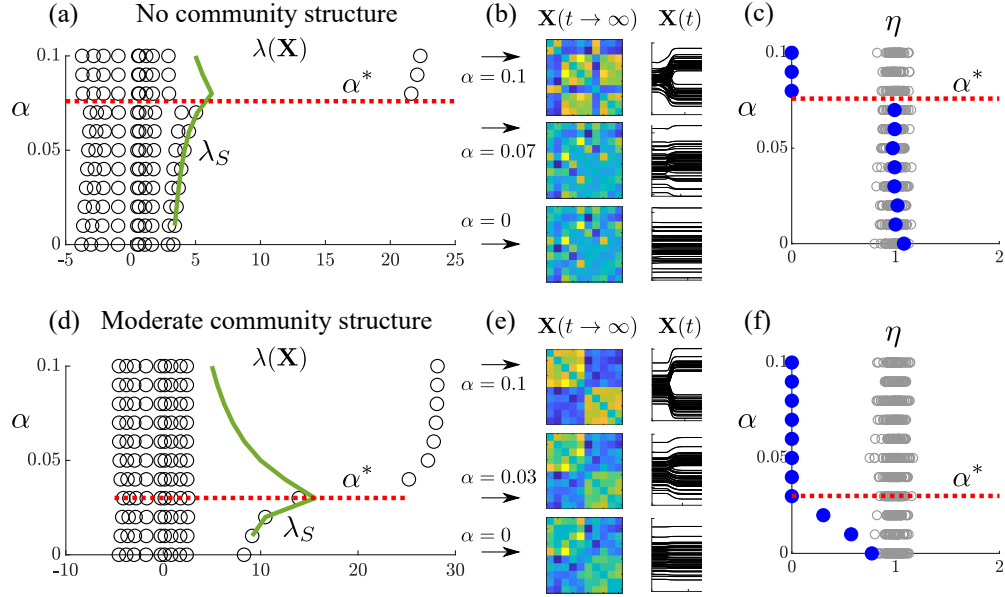 (a) No community structure
λ(X)
α
0.1
0.05
0
-5 0 5 10 15 20 25
α*
λ_S
(b) X(t → ∞) X(t)
α = 0.1
α = 0.07
α = 0
(c)
η
α
0.1
0.05
0
0 1 2
α*
(d) Moderate community structure
λ(X)
α
0.1
0.05
0
-10 0 10 20 30
α*
λ_S
(e) X(t → ∞) X(t)
α = 0.1
α = 0.03
α = 0
(f)
η
α
0.1
0.05
0
0 1 2
α*